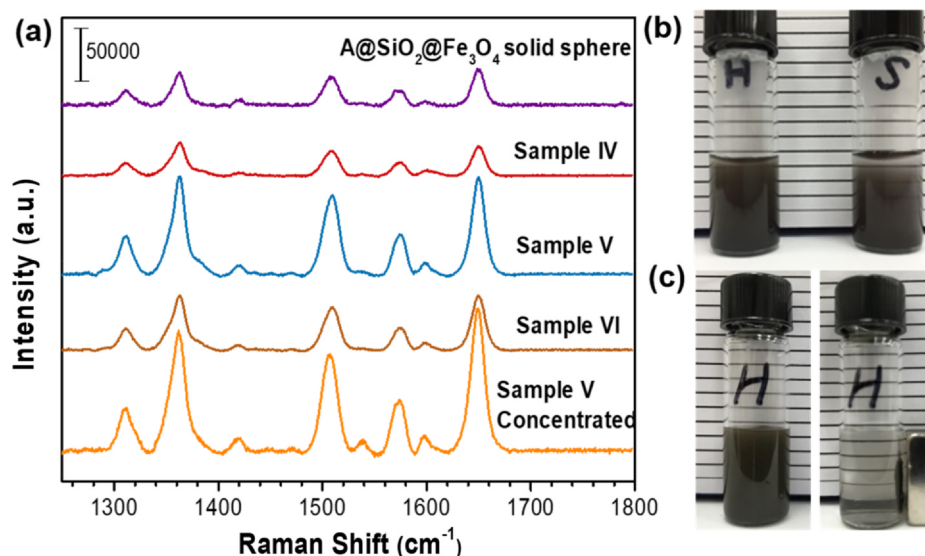 (a)
50000
A@SiO₂@Fe₃O₄ solid sphere
Sample IV
Sample V
Sample VI
Sample V
Concentrated
Intensity (a.u.)
1300 1400 1500 1600 1700 1800
Raman Shift (cm⁻¹)
(b)
H S
(c)
H H